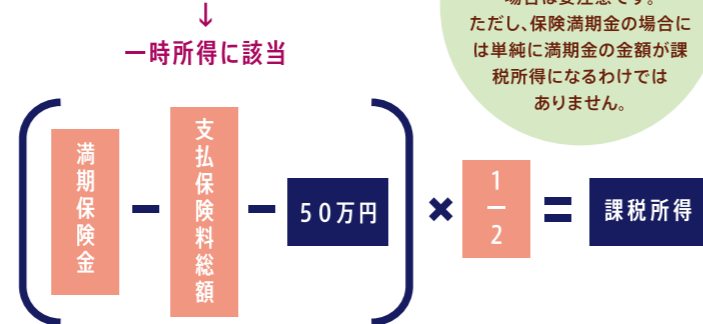 ↓
一時所得に該当
場合は要注意です。
ただし、保険満期金の場合に
は単純に満期金の金額が課
税所得になるわけでは
ありません。
( 満期保険金 − 支払保険料総額 − 50万円 ) × 1/2 = 課税所得